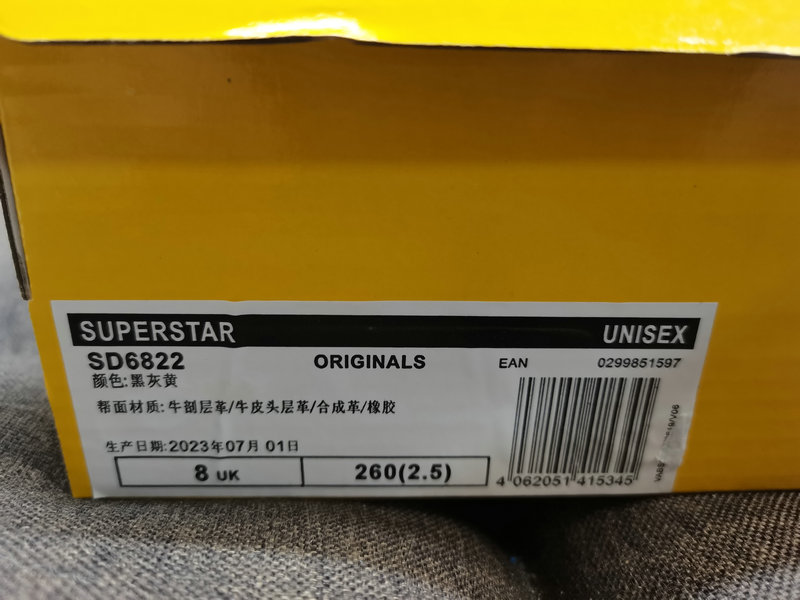 SUPERSTAR UNISEX
SD6822 ORIGINALS EAN 0299851597
颜色:黑灰黄
帮面材质:牛剖层革/牛皮头层革/合成革/橡胶
生产日期:2023年07月 01日
8 UK 260(2.5)
4 062051 415345